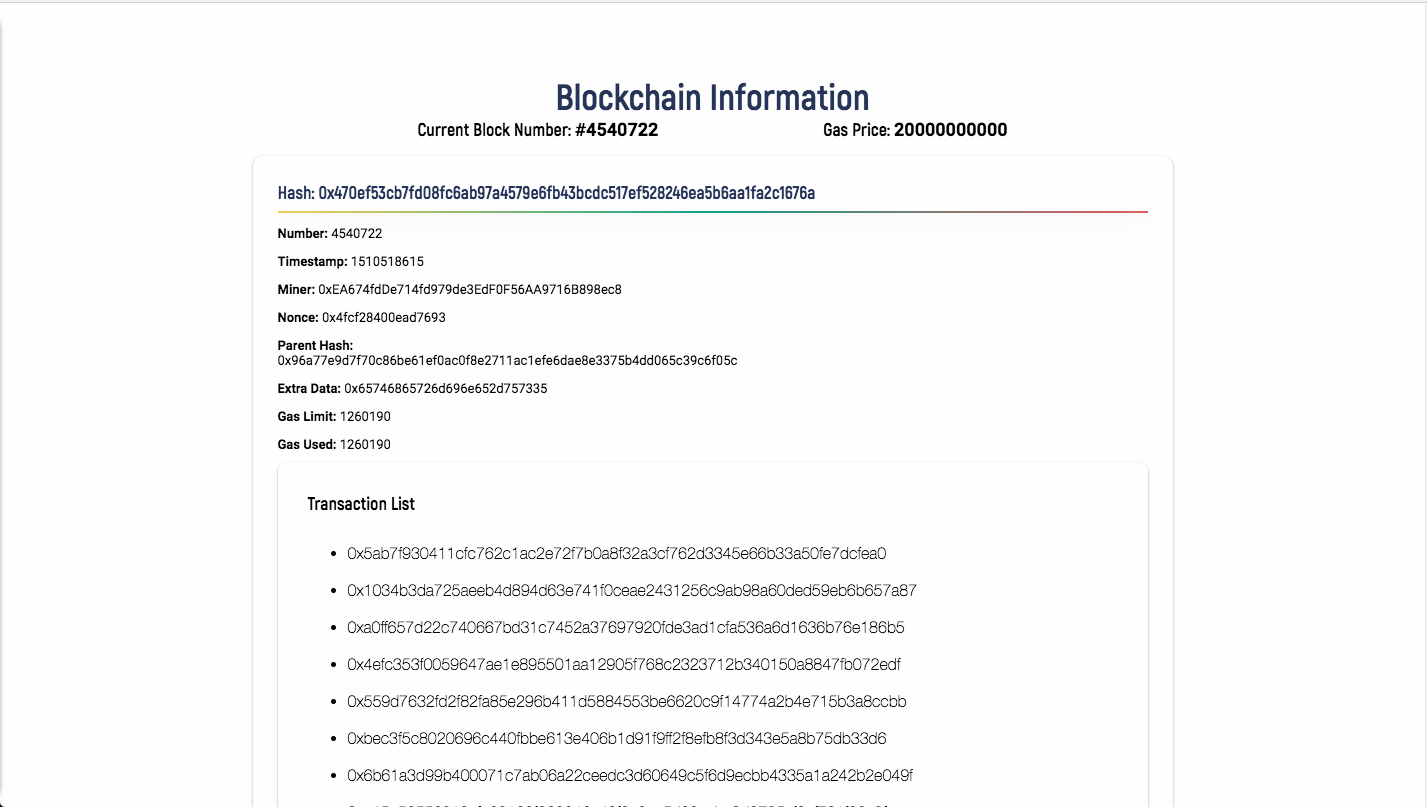 Blockchain Information
Current Block Number: #4540722 Gas Price: 20000000000
Hash: 0x470ef53cb7fd08fc6ab97a4579e6fb43bcdc517ef528246ea5b6aa1fa2c1676a
Number: 4540722
Timestamp: 1510518615
Miner: 0xEA674fdDe714fd979de3EdF0F56AA9716B898ec8
Nonce: 0x4fcf28400ead7693
Parent Hash:
0x96a77e9d7f70c86be61ef0ac0f8e2711ac1efe6dae8e3375b4dd065c39c6f05c
Extra Data: 0x65746865726d696e652d757335
Gas Limit: 1260190
Gas Used: 1260190
Transaction List
0x5ab7f930411cfc762c1ac2e72f7b0a8f32a3cf762d3345e66b33a50fe7dcfea0
0x1034b3da725aeeb4d894d63e741f0ceae2431256c9ab98a60ded59eb6b657a87
0xa0ff657d22c740667bd31c7452a37697920fde3ad1cfa536a6d1636b76e186b5
0x4efc353f0059647ae1e895501aa12905f768c2323712b340150a8847fb072edf
0x559d7632fd2f82fa85e296b411d5884553be6620c9f14774a2b4e715b3a8ccbb
0xbec3f5c8020696c440fbbe613e406b1d91f9ff2f8efb8f3d343e5a8b75db33d6
0x6b61a3d99b400071c7ab06a22ceedc3d60649c5f6d9ecbb4335a1a242b2e049f